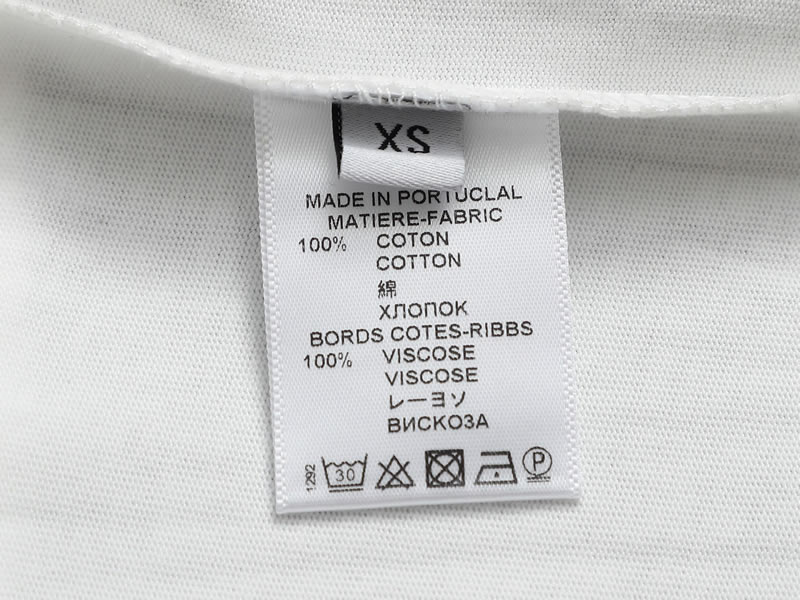 XS
MADE IN PORTUCLAL
MATIERE-FABRIC
100% COTON
COTTON
綿
ХЛОПОК
BORDS COTES-RIBBS
100% VISCOSE
VISCOSE
レーヨソ
ВИСКОЗА
1292 30 P